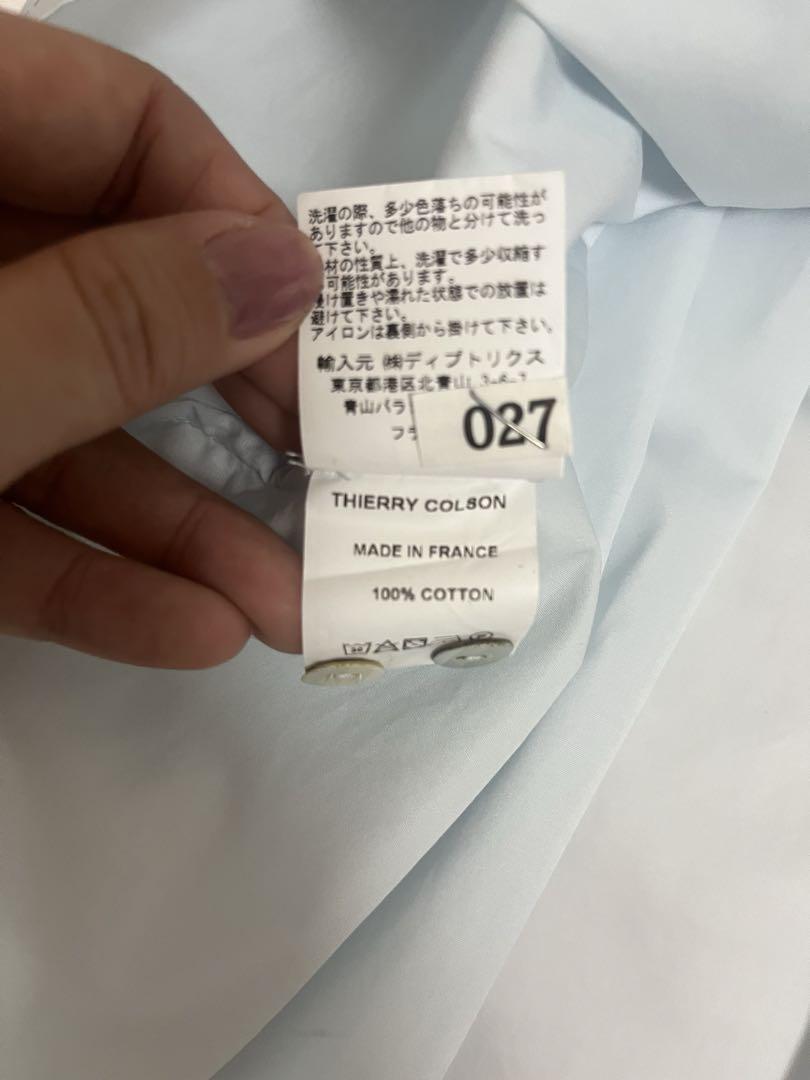 洗濯の際、多少色落ちの可能性が
ありますので他の物と分けて洗っ
て下さい。
材の性質上、洗濯で多少収縮す
可能性があります。
け置きや濡れた状態での放置は
避けて下さい。
アイロンは裏側から掛けて下さい。
輸入元 ㈱ディプトリクス
東京都港区北青山 3-6-7
青山パラ
フラ
027
THIERRY COLSON
MADE IN FRANCE
100% COTTON
30